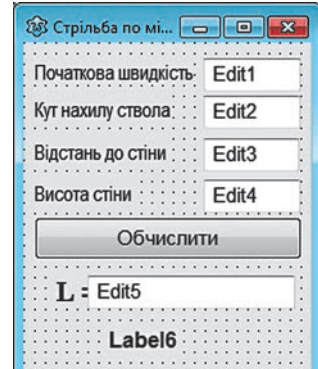 Стрільба по мі...
Початкова швидкість Edit1
Кут нахилу ствола Edit2
Відстань до стіни Edit3
Висота стіни Edit4
Обчислити
L = Edit5
Label6